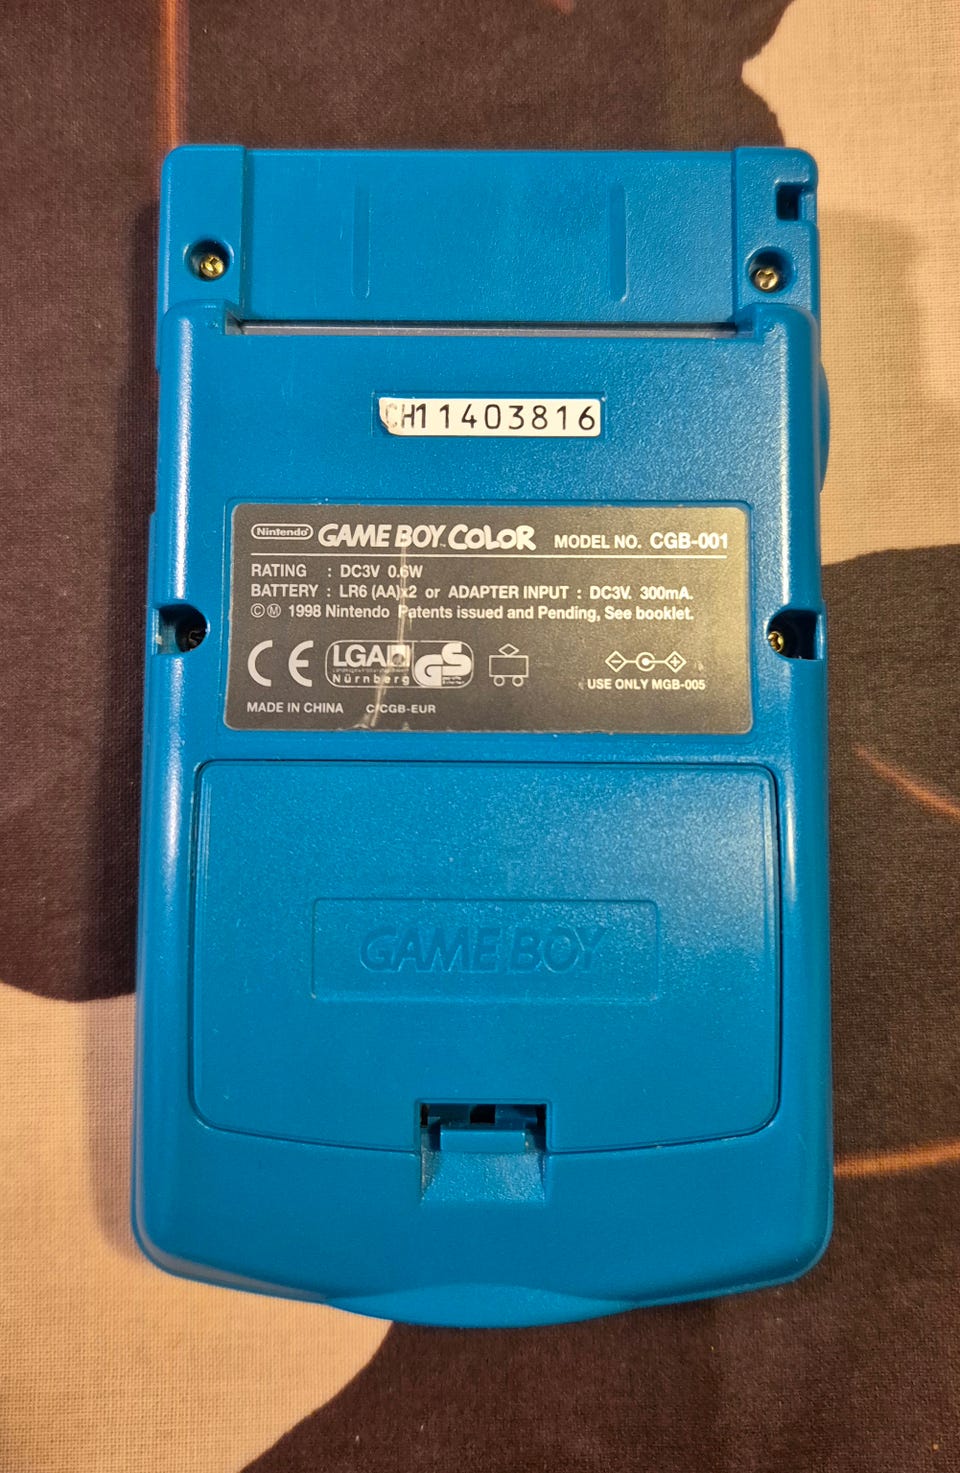 CH11403816
Nintendo GAME BOY COLOR MODEL NO. CGB-001
RATING : DC3V 0.6W
BATTERY : LR6 (AA)x2 or ADAPTER INPUT : DC3V. 300mA.
©Ⓜ 1998 Nintendo Patents issued and Pending, See booklet.
CE LGA GS
Nürnberg
USE ONLY MGB-005
MADE IN CHINA C/CGB-EUR
GAME BOY